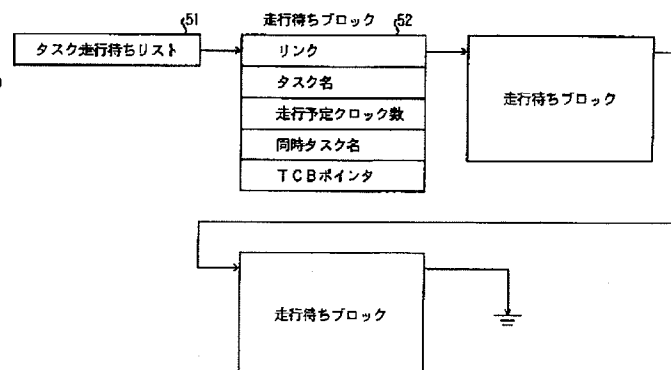 51
走行待ちブロック
52
タスク走行待ちリスト
リンク
タスク名
走行予定クロック数
同時タスク名
TCBポインタ
走行待ちブロック
走行待ちブロック